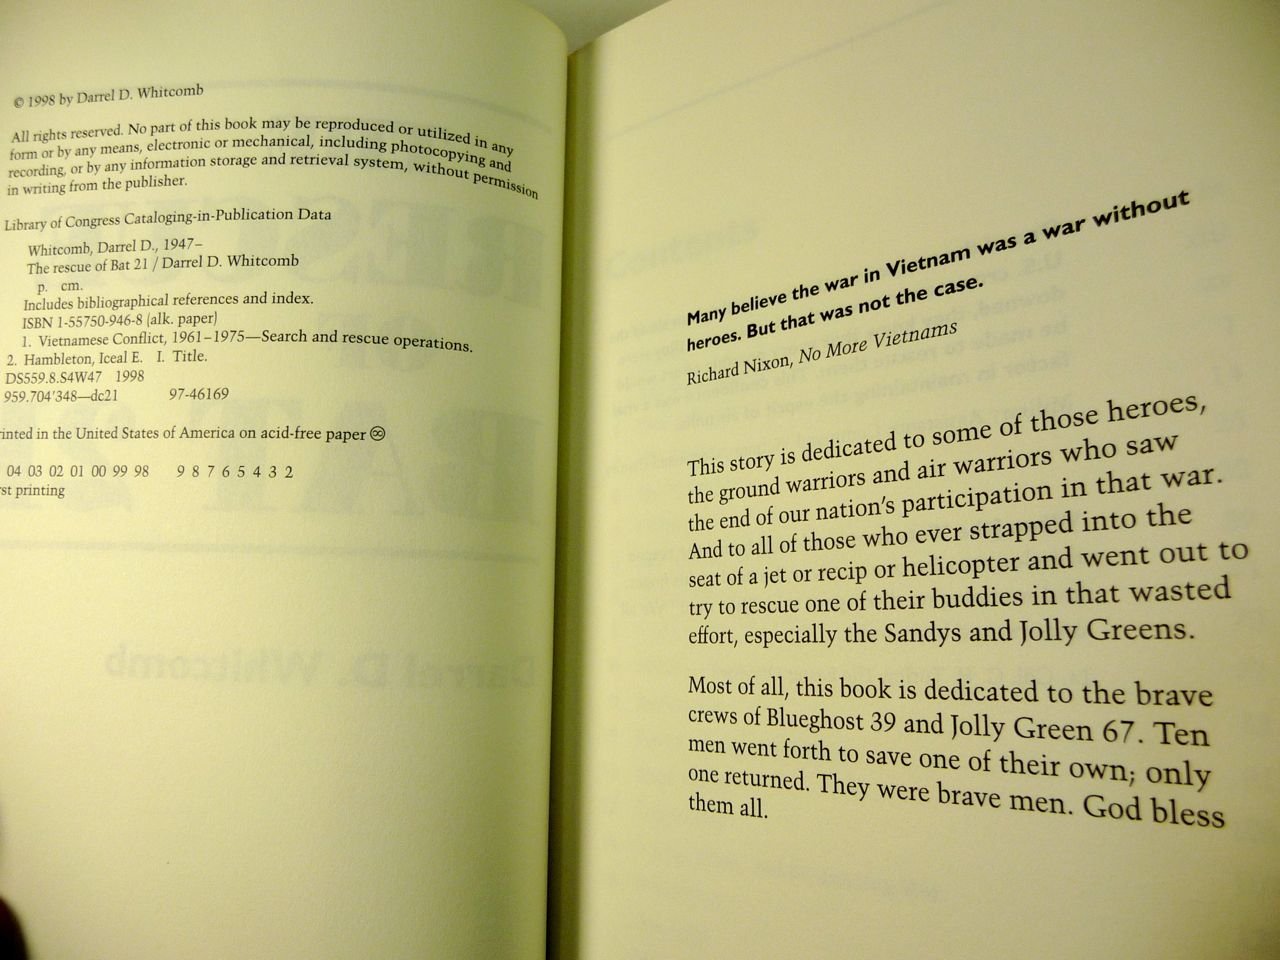 © 1998 by Darrel D. Whitcomb
All rights reserved. No part of this book may be reproduced or utilized in any
form or by any means, electronic or mechanical, including photocopying and
recording, or by any information storage and retrieval system, without permission
in writing from the publisher.
Library of Congress Cataloging-in-Publication Data
Whitcomb, Darrel D., 1947–
The rescue of Bat 21 / Darrel D. Whitcomb
p. cm.
Includes bibliographical references and index.
ISBN 1-55750-946-8 (alk. paper)
1. Vietnamese Conflict, 1961–1975—Search and rescue operations.
2. Hambleton, Iceal E. I. Title.
DS559.8.S4W47 1998
959.704'348—dc21 97-46169
inted in the United States of America on acid-free paper ♾
04 03 02 01 00 99 98 9 8 7 6 5 4 3 2
st printing
Many believe the war in Vietnam was a war without
heroes. But that was not the case.
Richard Nixon, No More Vietnams
This story is dedicated to some of those heroes,
the ground warriors and air warriors who saw
the end of our nation's participation in that war.
And to all of those who ever strapped into the
seat of a jet or recip or helicopter and went out to
try to rescue one of their buddies in that wasted
effort, especially the Sandys and Jolly Greens.
Most of all, this book is dedicated to the brave
crews of Blueghost 39 and Jolly Green 67. Ten
men went forth to save one of their own; only
one returned. They were brave men. God bless
them all.